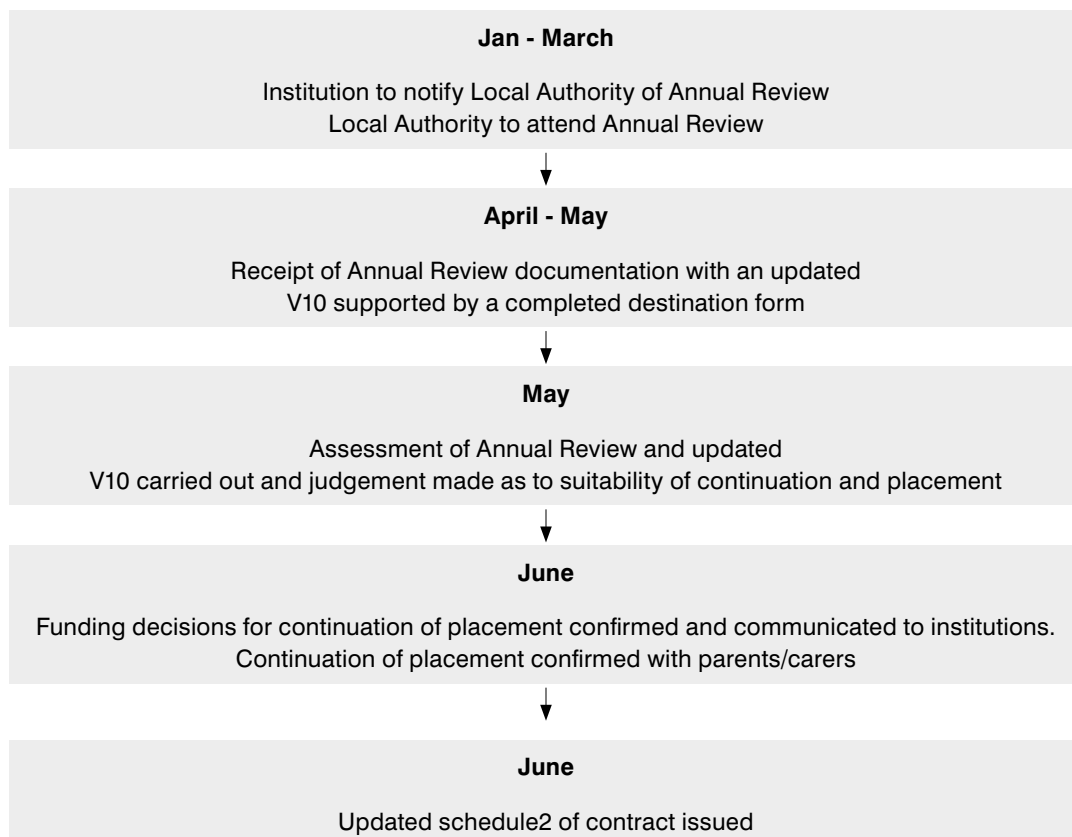 Jan - March
Institution to notify Local Authority of Annual Review
Local Authority to attend Annual Review
April - May
Receipt of Annual Review documentation with an updated
V10 supported by a completed destination form
May
Assessment of Annual Review and updated
V10 carried out and judgement made as to suitability of continuation and placement
June
Funding decisions for continuation of placement confirmed and communicated to institutions.
Continuation of placement confirmed with parents/carers
June
Updated schedule2 of contract issued